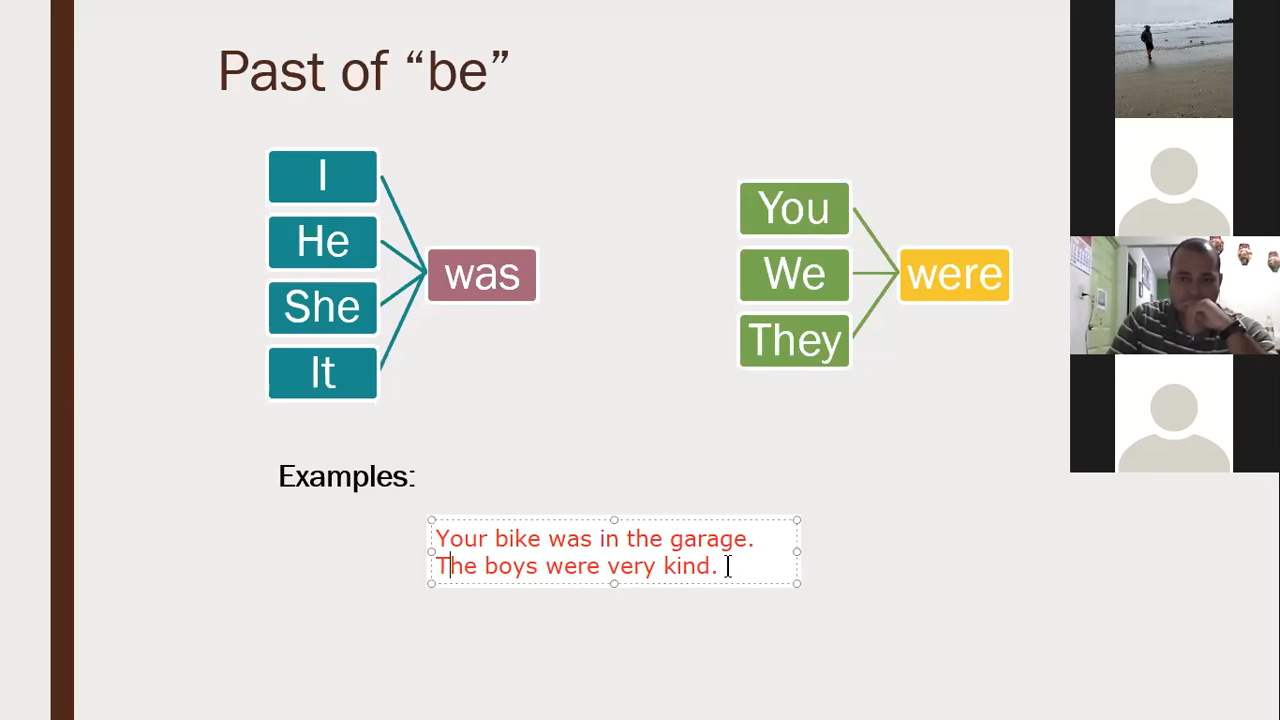 Past of “be”
I
He
She
It
was
You
We
They
were
Examples:
Your bike was in the garage.
The boys were very kind.